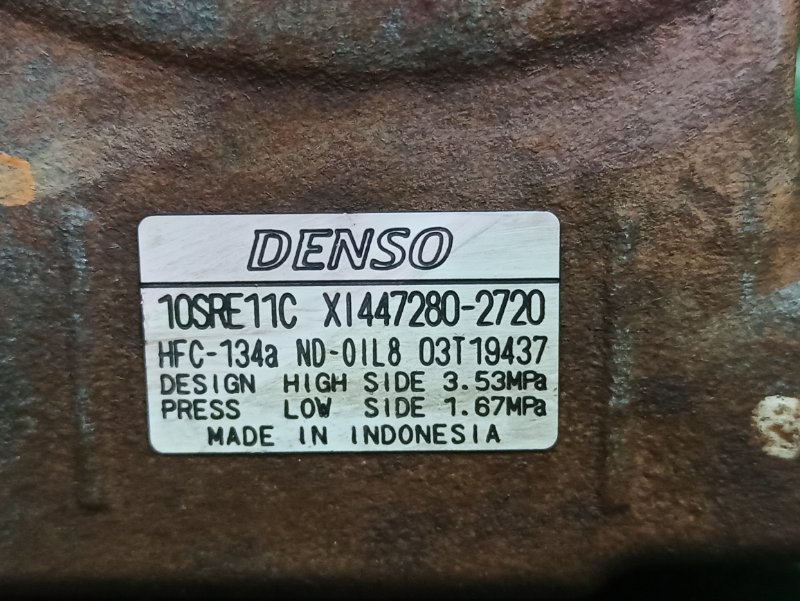 DENSO
10SRE11C XI447280-2720
HFC-134a ND-OIL8 03T19437
DESIGN HIGH SIDE 3.53MPa
PRESS LOW SIDE 1.67MPa
MADE IN INDONESIA